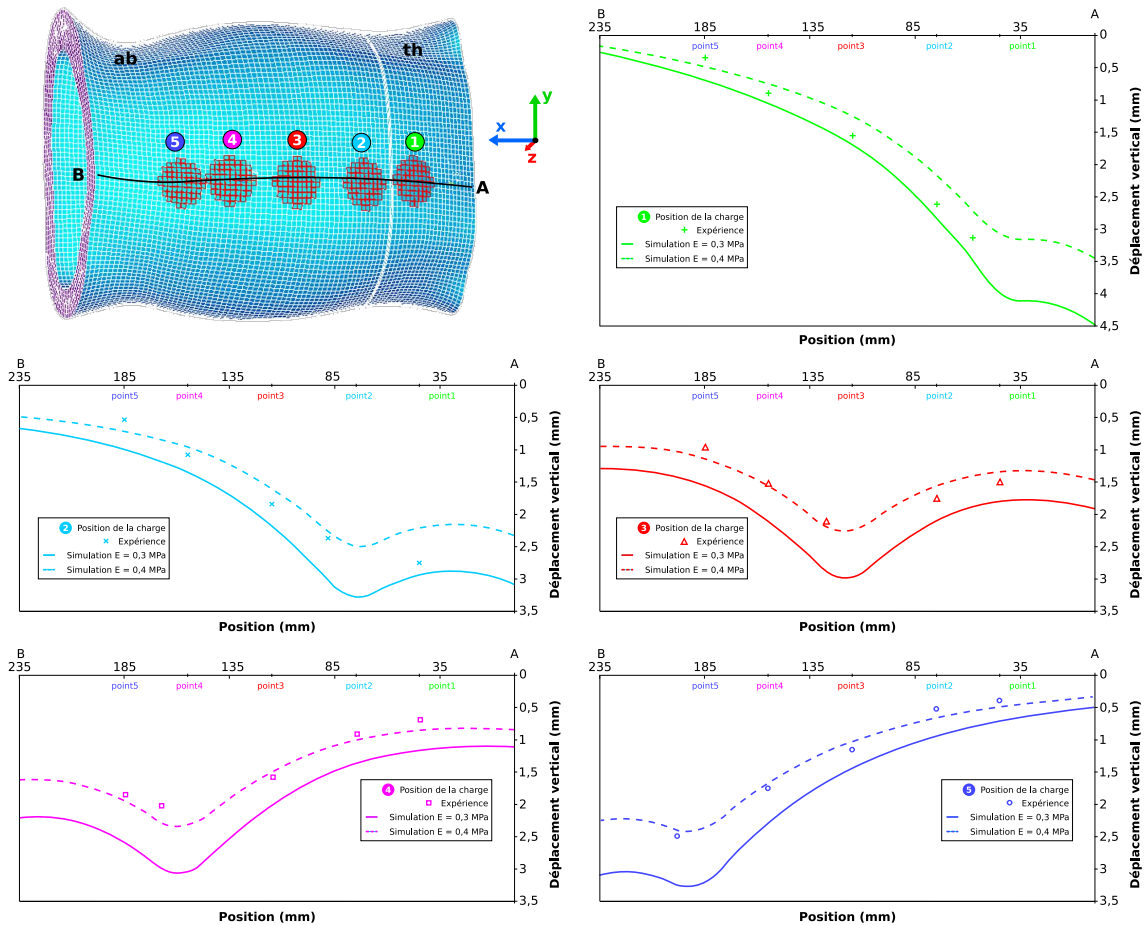 ab
th
5
4
3
2
1
B
A
y
x
z
B
A
235
185
135
85
35
point5
point4
point3
point2
point1
0
0,5
1
1,5
2
2,5
3
3,5
4
4,5
Déplacement vertical (mm)
1 Position de la charge
Expérience
Simulation E = 0,3 MPa
Simulation E = 0,4 MPa
Position (mm)
B
A
235
185
135
85
35
point5
point4
point3
point2
point1
0
0,5
1
1,5
2
2,5
3
3,5
Déplacement vertical (mm)
2 Position de la charge
Expérience
Simulation E = 0,3 MPa
Simulation E = 0,4 MPa
Position (mm)
B
A
235
185
135
85
35
point5
point4
point3
point2
point1
0
0,5
1
1,5
2
2,5
3
3,5
Déplacement vertical (mm)
3 Position de la charge
Expérience
Simulation E = 0,3 MPa
Simulation E = 0,4 MPa
Position (mm)
B
A
235
185
135
85
35
point5
point4
point3
point2
point1
0
0,5
1
1,5
2
2,5
3
3,5
Déplacement vertical (mm)
4 Position de la charge
Expérience
Simulation E = 0,3 MPa
Simulation E = 0,4 MPa
Position (mm)
B
A
235
185
135
85
35
point5
point4
point3
point2
point1
0
0,5
1
1,5
2
2,5
3
3,5
Déplacement vertical (mm)
5 Position de la charge
Expérience
Simulation E = 0,3 MPa
Simulation E = 0,4 MPa
Position (mm)